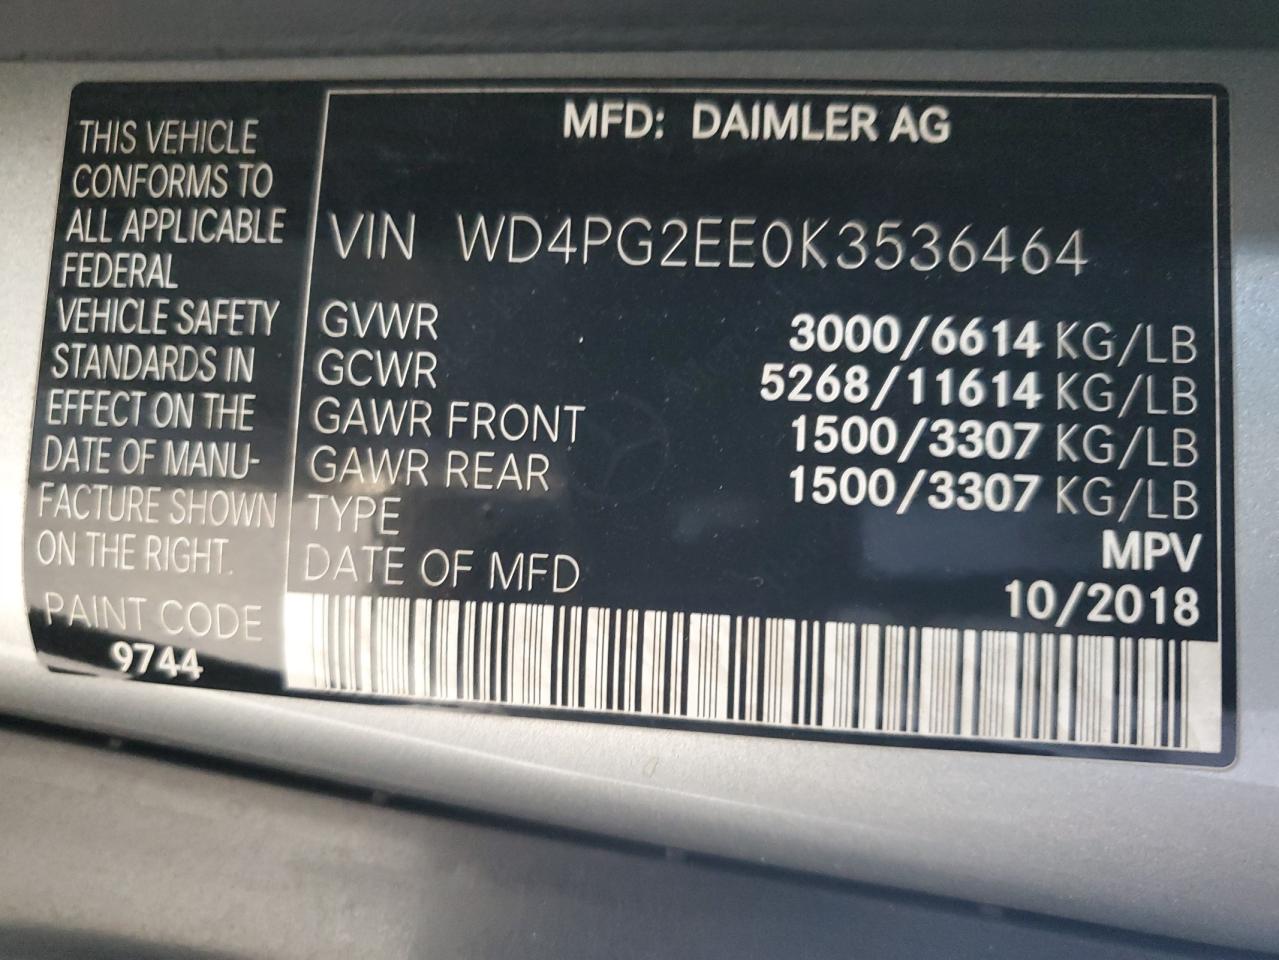 THIS VEHICLE
CONFORMS TO
ALL APPLICABLE
FEDERAL
VEHICLE SAFETY
STANDARDS IN
EFFECT ON THE
DATE OF MANU-
FACTURE SHOWN
ON THE RIGHT.
PAINT CODE
9744
MFD: DAIMLER AG
VIN WD4PG2EE0K3536464
GVWR 3000/6614 KG/LB
GCWR 5268/11614 KG/LB
GAWR FRONT 1500/3307 KG/LB
GAWR REAR 1500/3307 KG/LB
TYPE MPV
DATE OF MFD 10/2018